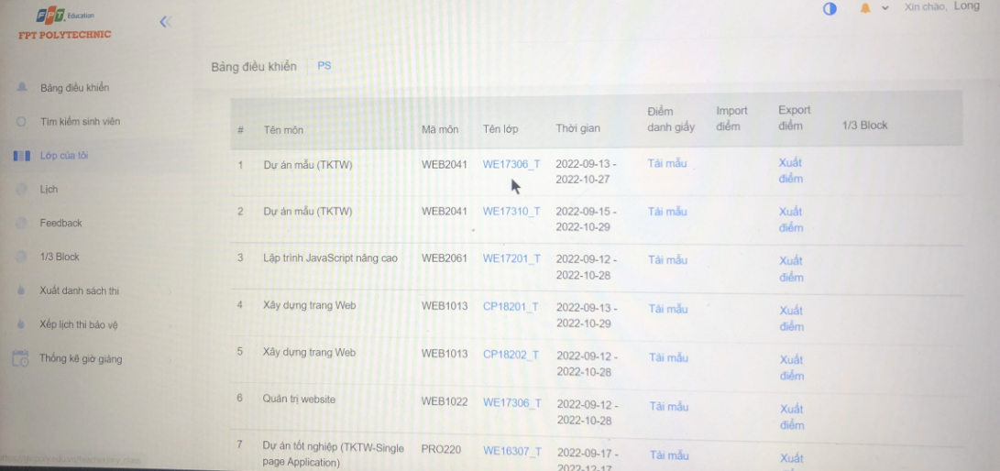 FPT Education
FPT POLYTECHNIC
Xin chào, Long
Bảng điều khiển
Tìm kiếm sinh viên
Lớp của tôi
Lịch
Feedback
1/3 Block
Xuất danh sách thi
Xếp lịch thi bảo vệ
Thống kê giờ giảng
Bảng điều khiển PS
# Tên môn Mã môn Tên lớp Thời gian Điểm danh giấy Import điểm Export điểm 1/3 Block
1 Dự án mẫu (TKTW) WEB2041 WE17306_T 2022-09-13 - Tải mẫu Xuất
2022-10-27 điểm
2 Dự án mẫu (TKTW) WEB2041 WE17310_T 2022-09-15 - Tải mẫu Xuất
2022-10-29 điểm
3 Lập trình JavaScript nâng cao WEB2061 WE17201_T 2022-09-12 - Tải mẫu Xuất
2022-10-28 điểm
4 Xây dựng trang Web WEB1013 CP18201_T 2022-09-13 - Tải mẫu Xuất
2022-10-29 điểm
5 Xây dựng trang Web WEB1013 CP18202_T 2022-09-12 - Tải mẫu Xuất
2022-10-28 điểm
6 Quản trị website WEB1022 WE17306_T 2022-09-12 - Tải mẫu Xuất
2022-10-28 điểm
7 Dự án tốt nghiệp (TKTW-Single PRO220 WE16307_T 2022-09-17 - Tải mẫu Xuất
page Application) 2022-12-17